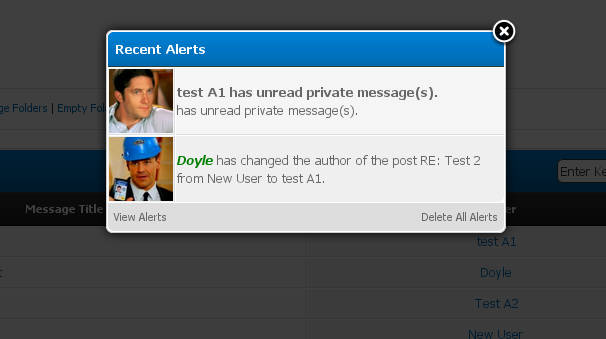 Recent Alerts
test A1 has unread private message(s).
has unread private message(s).
ge Folders | Empty Fol
Doyle has changed the author of the post RE: Test 2
from New User to test A1.
Enter Ke
Message Title
er
View Alerts
Delete All Alerts
test A1
Doyle
Test A2
New User